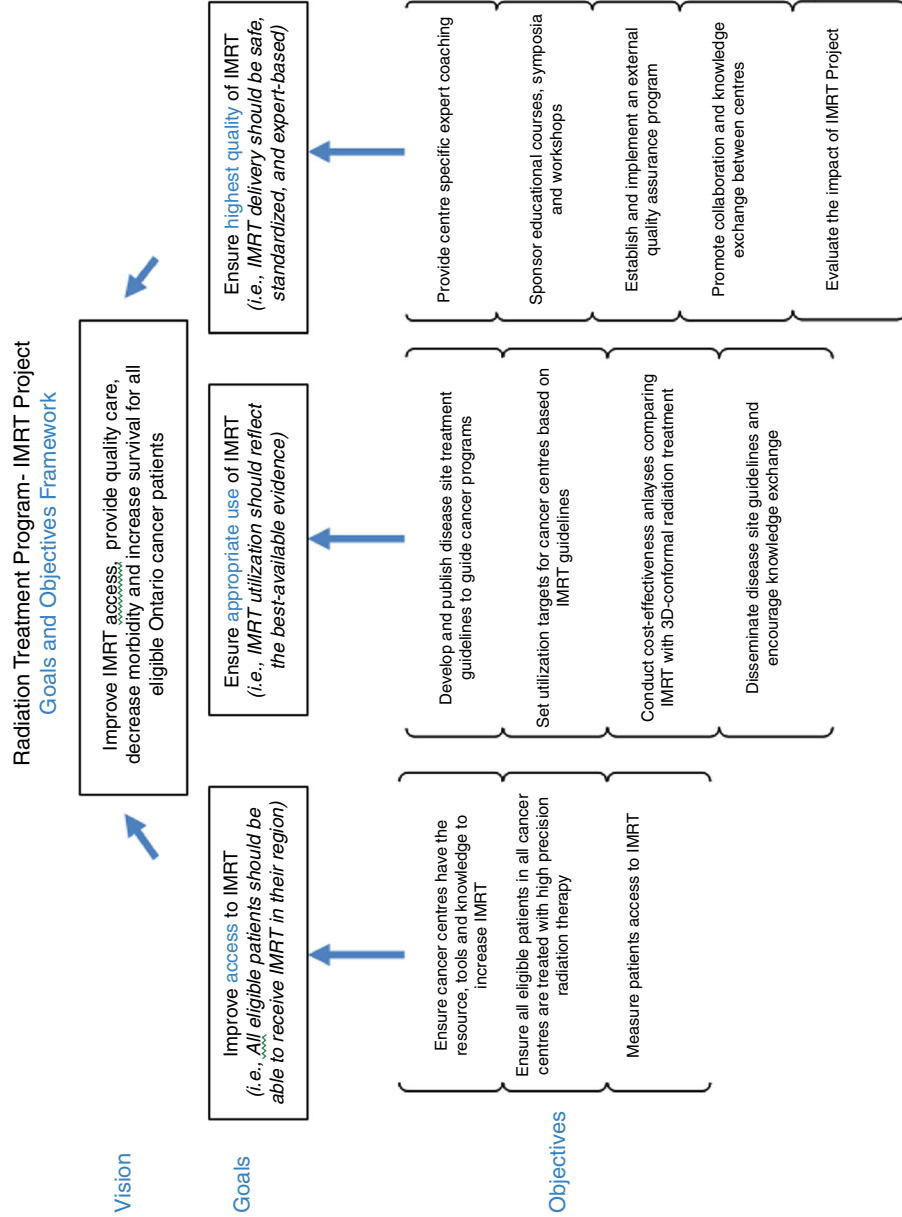 Radiation Treatment Program- IMRT Project
Goals and Objectives Framework
Vision
Improve IMRT access, provide quality care,
decrease morbidity and increase survival for all
eligible Ontario cancer patients
Goals
Improve access to IMRT
(i.e., All eligible patients should be
able to receive IMRT in their region)
Ensure appropriate use of IMRT
(i.e., IMRT utilization should reflect
the best-available evidence)
Ensure highest quality of IMRT
(i.e., IMRT delivery should be safe,
standardized, and expert-based)
Objectives
Ensure cancer centres have the
resource, tools and knowledge to
increase IMRT
Ensure all eligible patients in all cancer
centres are treated with high precision
radiation therapy
Measure patients access to IMRT
Develop and publish disease site treatment
guidelines to guide cancer programs
Set utilization targets for cancer centres based on
IMRT guidelines
Conduct cost-effectiveness anlayses comparing
IMRT with 3D-conformal radiation treatment
Disseminate disease site guidelines and
encourage knowledge exchange
Provide centre specific expert coaching
Sponsor educational courses, symposia
and workshops
Establish and implement an external
quality assurance program
Promote collaboration and knowledge
exchange between centres
Evaluate the impact of IMRT Project